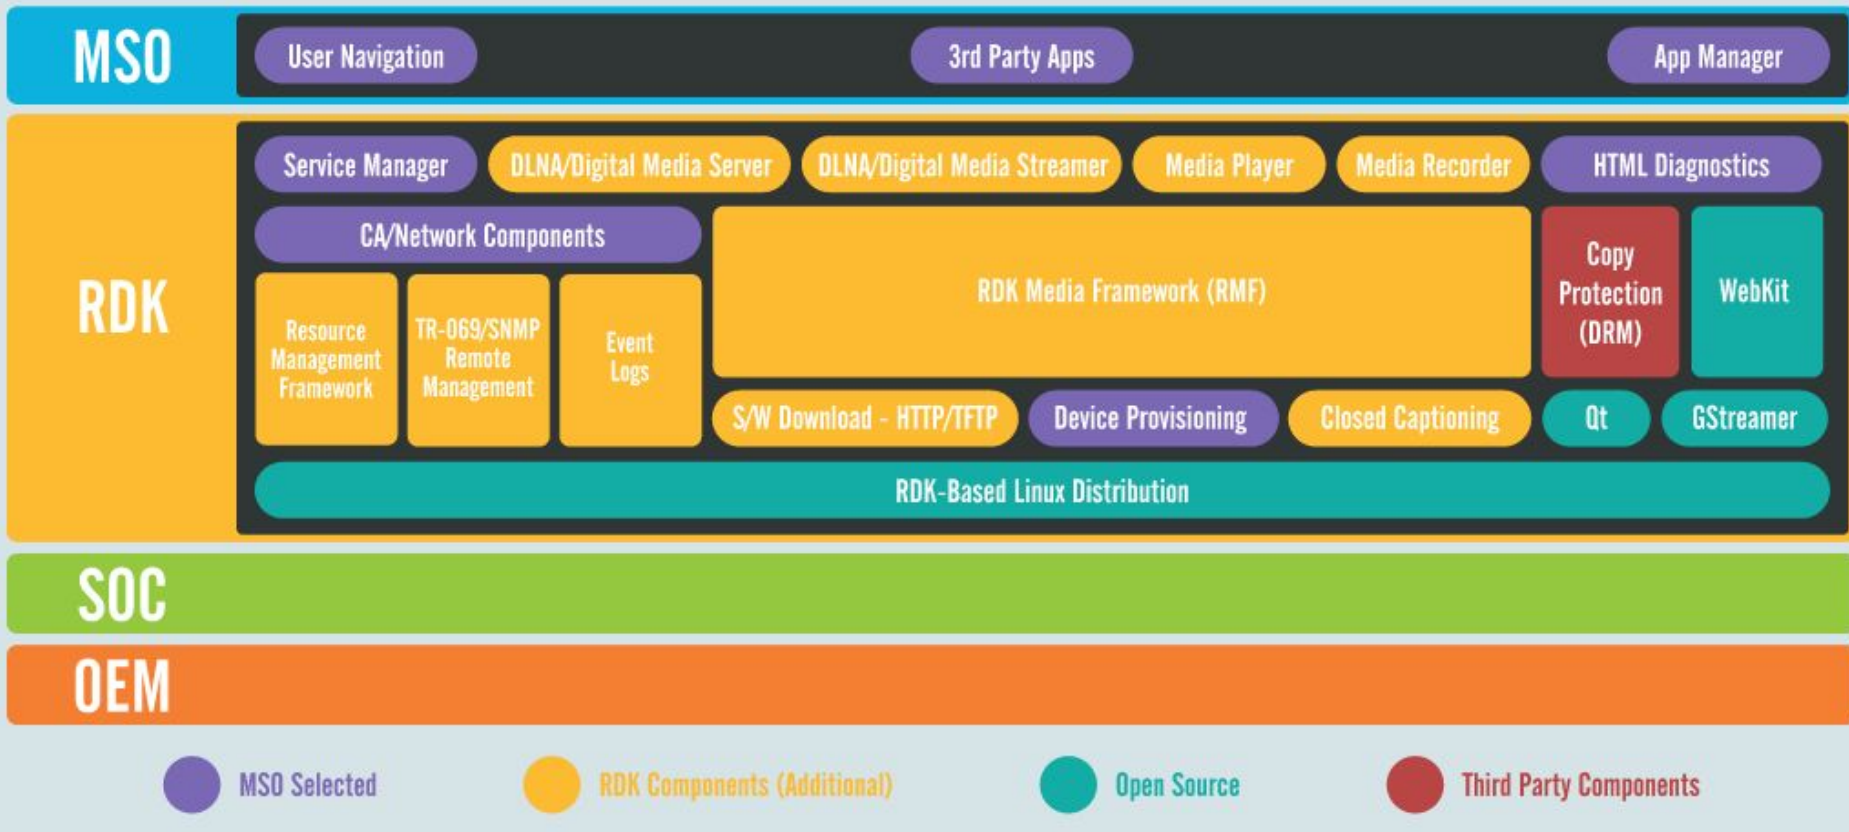 MSO
User Navigation
3rd Party Apps
App Manager
RDK
Service Manager
DLNA/Digital Media Server
DLNA/Digital Media Streamer
Media Player
Media Recorder
HTML Diagnostics
CA/Network Components
Resource
Management
Framework
TR-069/SNMP
Remote
Management
Event
Logs
RDK Media Framework (RMF)
Copy
Protection
(DRM)
WebKit
S/W Download - HTTP/TFTP
Device Provisioning
Closed Captioning
Qt
GStreamer
RDK-Based Linux Distribution
SOC
OEM
MSO Selected
RDK Components (Additional)
Open Source
Third Party Components